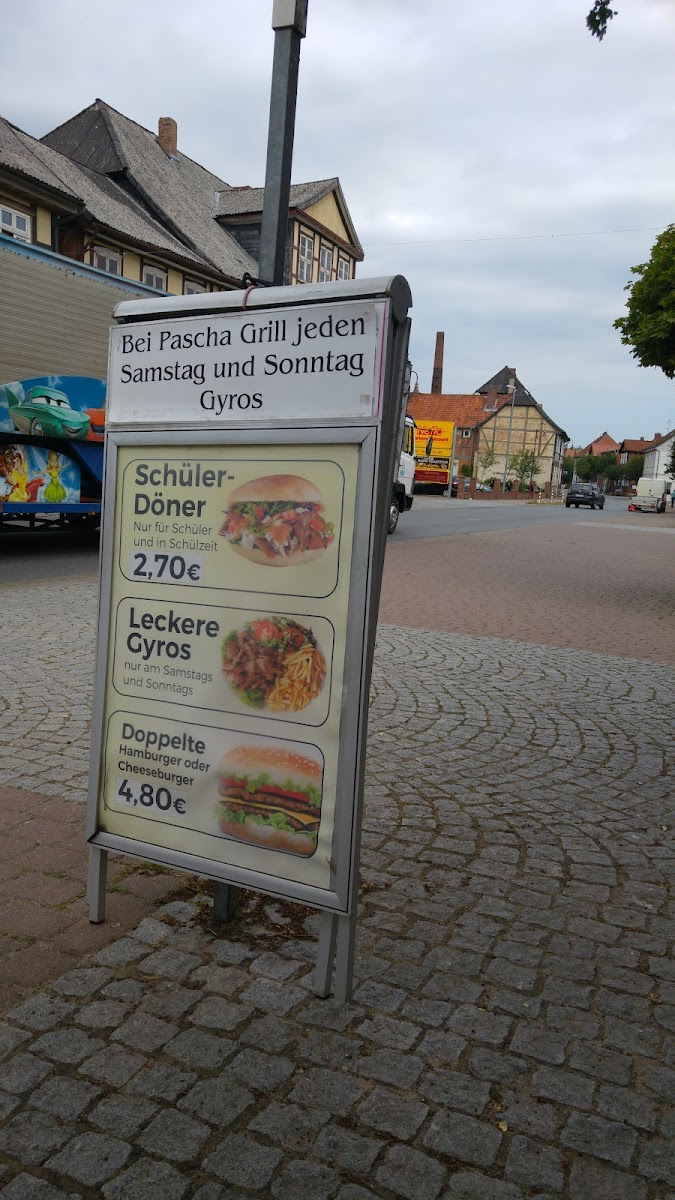 Bei Pascha Grill jeden
Samstag und Sonntag
Gyros
Schüler-
Döner
Nur für Schüler
und in Schülzeit
2,70€
Leckere
Gyros
nur am Samstags
und Sonntags
Doppelte
Hamburger oder
Cheeseburger
4,80€